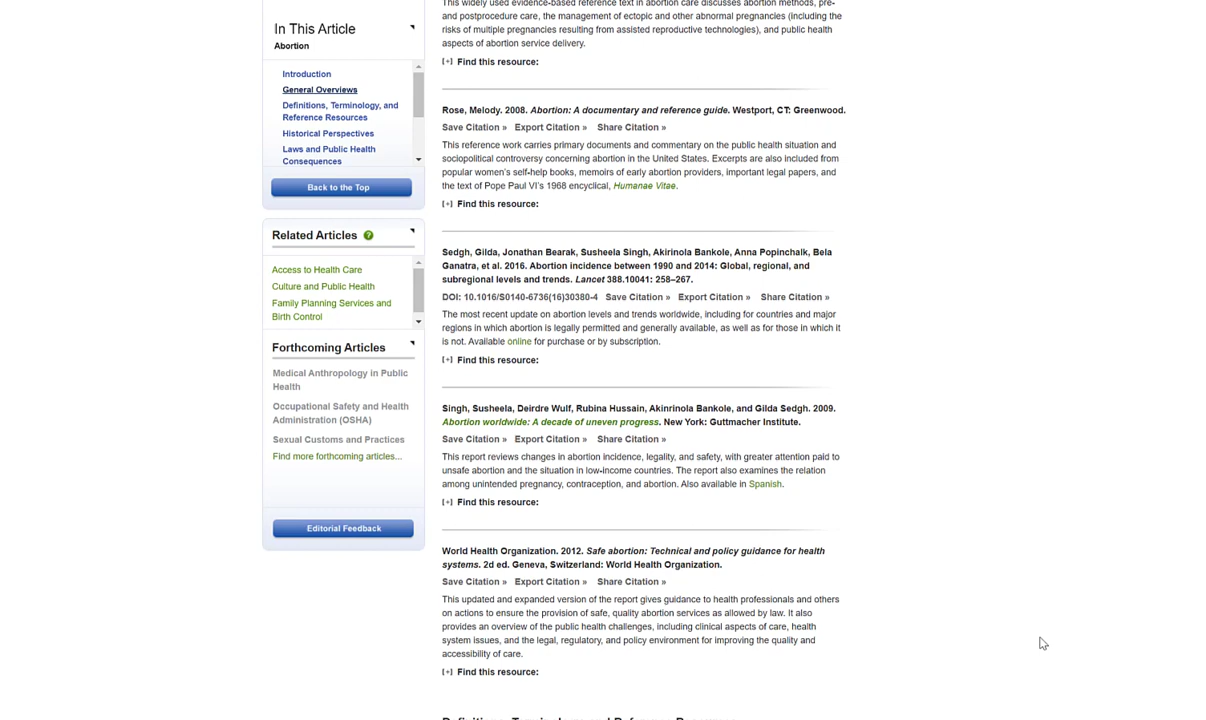 In This Article
Abortion
Introduction
General Overviews
Definitions, Terminology, and
Reference Resources
Historical Perspectives
Laws and Public Health
Consequences
Back to the Top
Related Articles ?
Access to Health Care
Culture and Public Health
Family Planning Services and
Birth Control
Forthcoming Articles
Medical Anthropology in Public
Health
Occupational Safety and Health
Administration (OSHA)
Sexual Customs and Practices
Find more forthcoming articles...
Editorial Feedback
This widely used evidence-based reference text in abortion care discusses abortion methods, pre-
and postprocedure care, the management of ectopic and other abnormal pregnancies (including the
risks of multiple pregnancies resulting from assisted reproductive technologies), and public health
aspects of abortion service delivery.
[+] Find this resource:
Rose, Melody. 2008. Abortion: A documentary and reference guide. Westport, CT: Greenwood.
Save Citation » Export Citation » Share Citation »
This reference work carries primary documents and commentary on the public health situation and
sociopolitical controversy concerning abortion in the United States. Excerpts are also included from
popular women's self-help books, memoirs of early abortion providers, important legal papers, and
the text of Pope Paul VI's 1968 encyclical, Humanae Vitae.
[+] Find this resource:
Sedgh, Gilda, Jonathan Bearak, Susheela Singh, Akirinola Bankole, Anna Popinchalk, Bela
Ganatra, et al. 2016. Abortion incidence between 1990 and 2014: Global, regional, and
subregional levels and trends. Lancet 388.10041: 258–267.
DOI: 10.1016/S0140-6736(16)30380-4 Save Citation » Export Citation » Share Citation »
The most recent update on abortion levels and trends worldwide, including for countries and major
regions in which abortion is legally permitted and generally available, as well as for those in which it
is not. Available online for purchase or by subscription.
[+] Find this resource:
Singh, Susheela, Deirdre Wulf, Rubina Hussain, Akinrinola Bankole, and Gilda Sedgh. 2009.
Abortion worldwide: A decade of uneven progress. New York: Guttmacher Institute.
Save Citation » Export Citation » Share Citation »
This report reviews changes in abortion incidence, legality, and safety, with greater attention paid to
unsafe abortion and the situation in low-income countries. The report also examines the relation
among unintended pregnancy, contraception, and abortion. Also available in Spanish.
[+] Find this resource:
World Health Organization. 2012. Safe abortion: Technical and policy guidance for health
systems. 2d ed. Geneva, Switzerland: World Health Organization.
Save Citation » Export Citation » Share Citation »
This updated and expanded version of the report gives guidance to health professionals and others
on actions to ensure the provision of safe, quality abortion services as allowed by law. It also
provides an overview of the public health challenges, including clinical aspects of care, health
system issues, and the legal, regulatory, and policy environment for improving the quality and
accessibility of care.
[+] Find this resource:
Definitions, Terminology, and Reference Resources